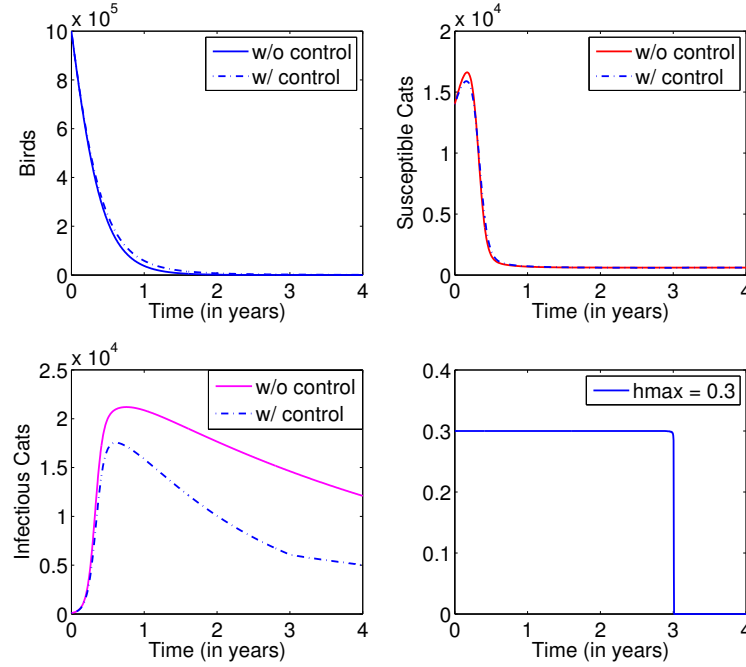 x 10^5
10
8
6
4
2
0
Birds
w/o control
w/ control
0 1 2 3 4
Time (in years)
x 10^4
2
1.5
1
0.5
0
Susceptible Cats
w/o control
w/ control
0 1 2 3 4
Time (in years)
x 10^4
2.5
2
1.5
1
0.5
0
Infectious Cats
w/o control
w/ control
0 1 2 3 4
Time (in years)
0.4
0.3
0.2
0.1
0
hmax = 0.3
0 1 2 3 4
Time (in years)